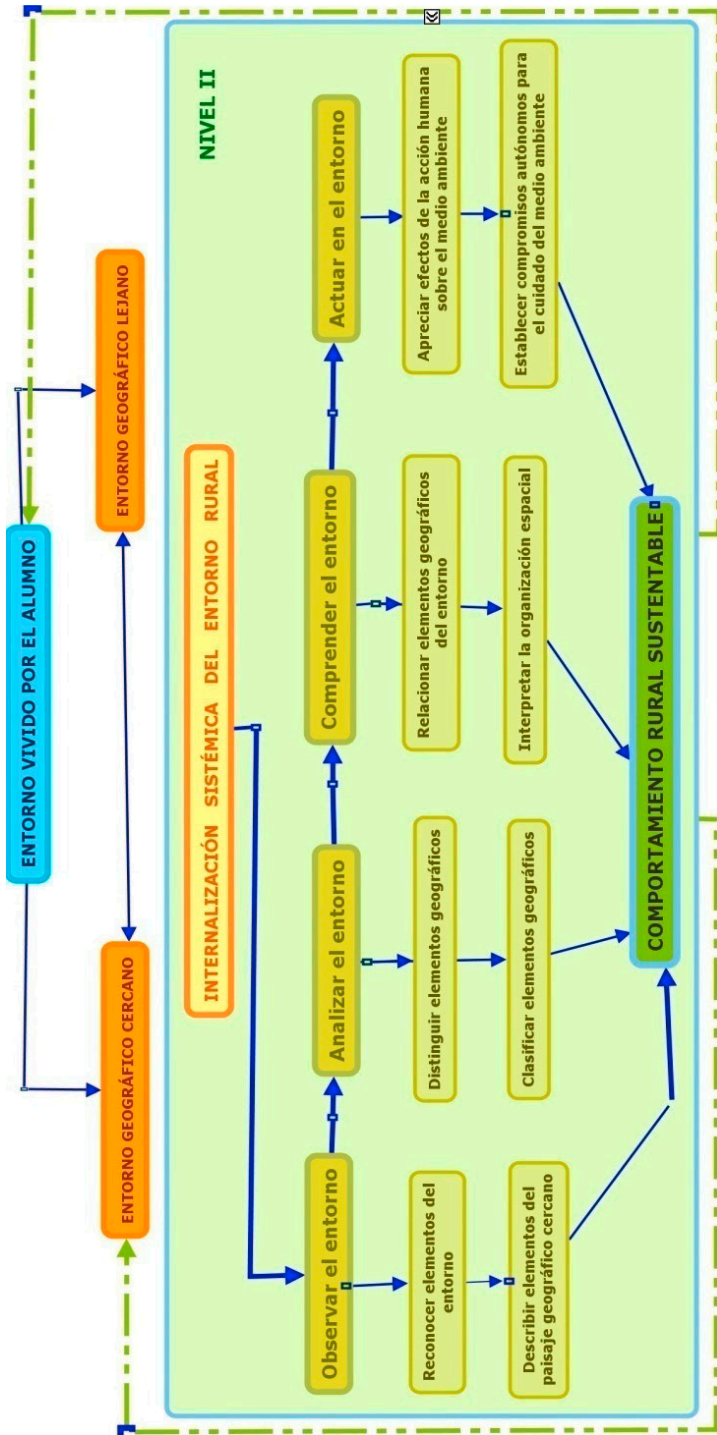 ENTORNO VIVIDO POR EL ALUMNO
ENTORNO GEOGRÁFICO CERCANO
ENTORNO GEOGRÁFICO LEJANO
NIVEL II
INTERNALIZACIÓN SISTÉMICA DEL ENTORNO RURAL
Observar el entorno
Analizar el entorno
Comprender el entorno
Actuar en el entorno
Reconocer elementos del
entorno
Distinguir elementos geográficos
Relacionar elementos geográficos
del entorno
Apreciar efectos de la acción humana
sobre el medio ambiente
Describir elementos del
paisaje geográfico cercano
Clasificar elementos geográficos
Interpretar la organización espacial
Establecer compromisos autónomos para
el cuidado del medio ambiente
COMPORTAMIENTO RURAL SUSTENTABLE